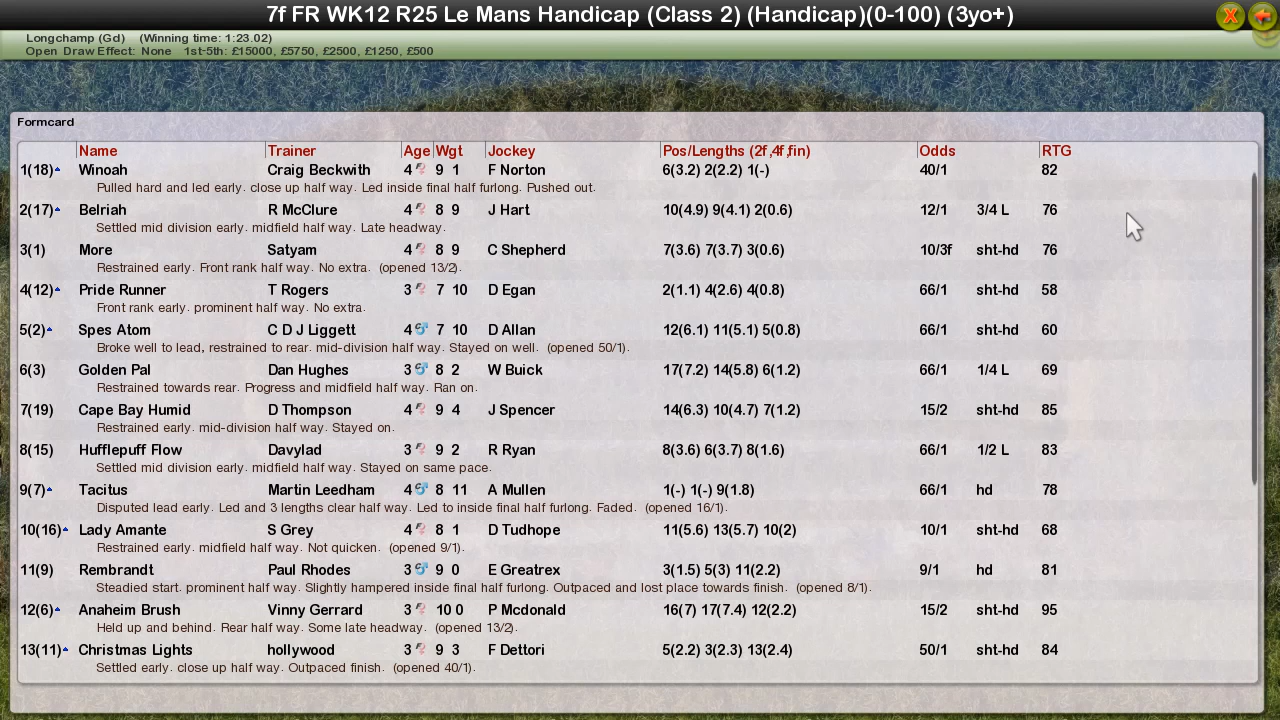 7f FR WK12 R25 Le Mans Handicap (Class 2) (Handicap)(0-100) (3yo+)
Longchamp (Gd) (Winning time: 1:23.02)
Open Draw Effect: None 1st-5th: £15000, £5750, £2500, £1250, £500
Formcard
Name Trainer Age Wgt Jockey Pos/Lengths (2f,4f,fin) Odds RTG
1(18) Winoah Craig Beckwith 4 9 1 F Norton 6(3.2) 2(2.2) 1(-) 40/1 82
Pulled hard and led early. close up half way. Led inside final half furlong. Pushed out.
2(17) Belriah R McClure 4 8 9 J Hart 10(4.9) 9(4.1) 2(0.6) 12/1 3/4 L 76
Settled mid division early. midfield half way. Late headway.
3(1) More Satyam 4 8 9 C Shepherd 7(3.6) 7(3.7) 3(0.6) 10/3f sht-hd 76
Restrained early. Front rank half way. No extra. (opened 13/2).
4(12) Pride Runner T Rogers 3 7 10 D Egan 2(1.1) 4(2.6) 4(0.8) 66/1 sht-hd 58
Front rank early. prominent half way. No extra.
5(2) Spes Atom C D J Liggett 4 7 10 D Allan 12(6.1) 11(5.1) 5(0.8) 66/1 sht-hd 60
Broke well to lead, restrained to rear. mid-division half way. Stayed on well. (opened 50/1).
6(3) Golden Pal Dan Hughes 3 8 2 W Buick 17(7.2) 14(5.8) 6(1.2) 66/1 1/4 L 69
Restrained towards rear. Progress and midfield half way. Ran on.
7(19) Cape Bay Humid D Thompson 4 9 4 J Spencer 14(6.3) 10(4.7) 7(1.2) 15/2 sht-hd 85
Restrained early. mid-division half way. Stayed on.
8(15) Hufflepuff Flow Davylad 3 9 2 R Ryan 8(3.6) 6(3.7) 8(1.6) 66/1 1/2 L 83
Settled mid division early. midfield half way. Stayed on same pace.
9(7) Tacitus Martin Leedham 4 8 11 A Mullen 1(-) 1(-) 9(1.8) 66/1 hd 78
Disputed lead early. Led and 3 lengths clear half way. Led to inside final half furlong. Faded. (opened 16/1).
10(16) Lady Amante S Grey 4 8 1 D Tudhope 11(5.6) 13(5.7) 10(2) 10/1 sht-hd 68
Restrained early. midfield half way. Not quicken. (opened 9/1).
11(9) Rembrandt Paul Rhodes 3 9 0 E Greatrex 3(1.5) 5(3) 11(2.2) 9/1 hd 81
Steadied start. prominent half way. Slightly hampered inside final half furlong. Outpaced and lost place towards finish. (opened 8/1).
12(6) Anaheim Brush Vinny Gerrard 3 10 0 P Mcdonald 16(7) 17(7.4) 12(2.2) 15/2 sht-hd 95
Held up and behind. Rear half way. Some late headway. (opened 13/2).
13(11) Christmas Lights hollywood 3 9 3 F Dettori 5(2.2) 3(2.3) 13(2.4) 50/1 sht-hd 84
Settled early. close up half way. Outpaced finish. (opened 40/1).